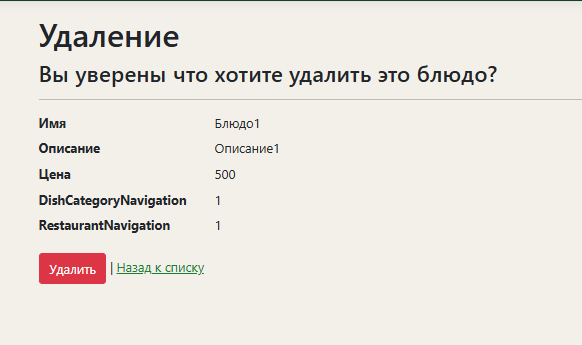 Удаление
Вы уверены что хотите удалить это блюдо?
Имя Блюдо1
Описание Описание1
Цена 500
DishCategoryNavigation 1
RestaurantNavigation 1
Удалить | Назад к списку